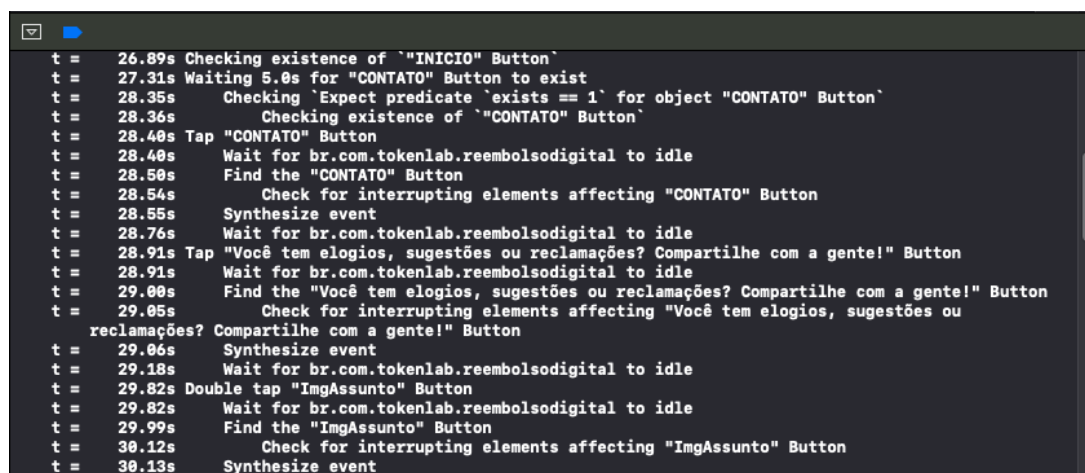 t =    26.89s Checking existence of `"INÍCIO" Button`
t =    27.31s Waiting 5.0s for "CONTATO" Button to exist
t =    28.35s     Checking `Expect predicate `exists == 1` for object "CONTATO" Button`
t =    28.36s         Checking existence of `"CONTATO" Button`
t =    28.40s Tap "CONTATO" Button
t =    28.40s     Wait for br.com.tokenlab.reembolsodigital to idle
t =    28.50s     Find the "CONTATO" Button
t =    28.54s         Check for interrupting elements affecting "CONTATO" Button
t =    28.55s     Synthesize event
t =    28.76s     Wait for br.com.tokenlab.reembolsodigital to idle
t =    28.91s Tap "Você tem elogios, sugestões ou reclamações? Compartilhe com a gente!" Button
t =    28.91s     Wait for br.com.tokenlab.reembolsodigital to idle
t =    29.00s     Find the "Você tem elogios, sugestões ou reclamações? Compartilhe com a gente!" Button
t =    29.05s         Check for interrupting elements affecting "Você tem elogios, sugestões ou
reclamações? Compartilhe com a gente!" Button
t =    29.06s     Synthesize event
t =    29.18s     Wait for br.com.tokenlab.reembolsodigital to idle
t =    29.82s Double tap "ImgAssunto" Button
t =    29.82s     Wait for br.com.tokenlab.reembolsodigital to idle
t =    29.99s     Find the "ImgAssunto" Button
t =    30.12s         Check for interrupting elements affecting "ImgAssunto" Button
t =    30.13s     Synthesize event